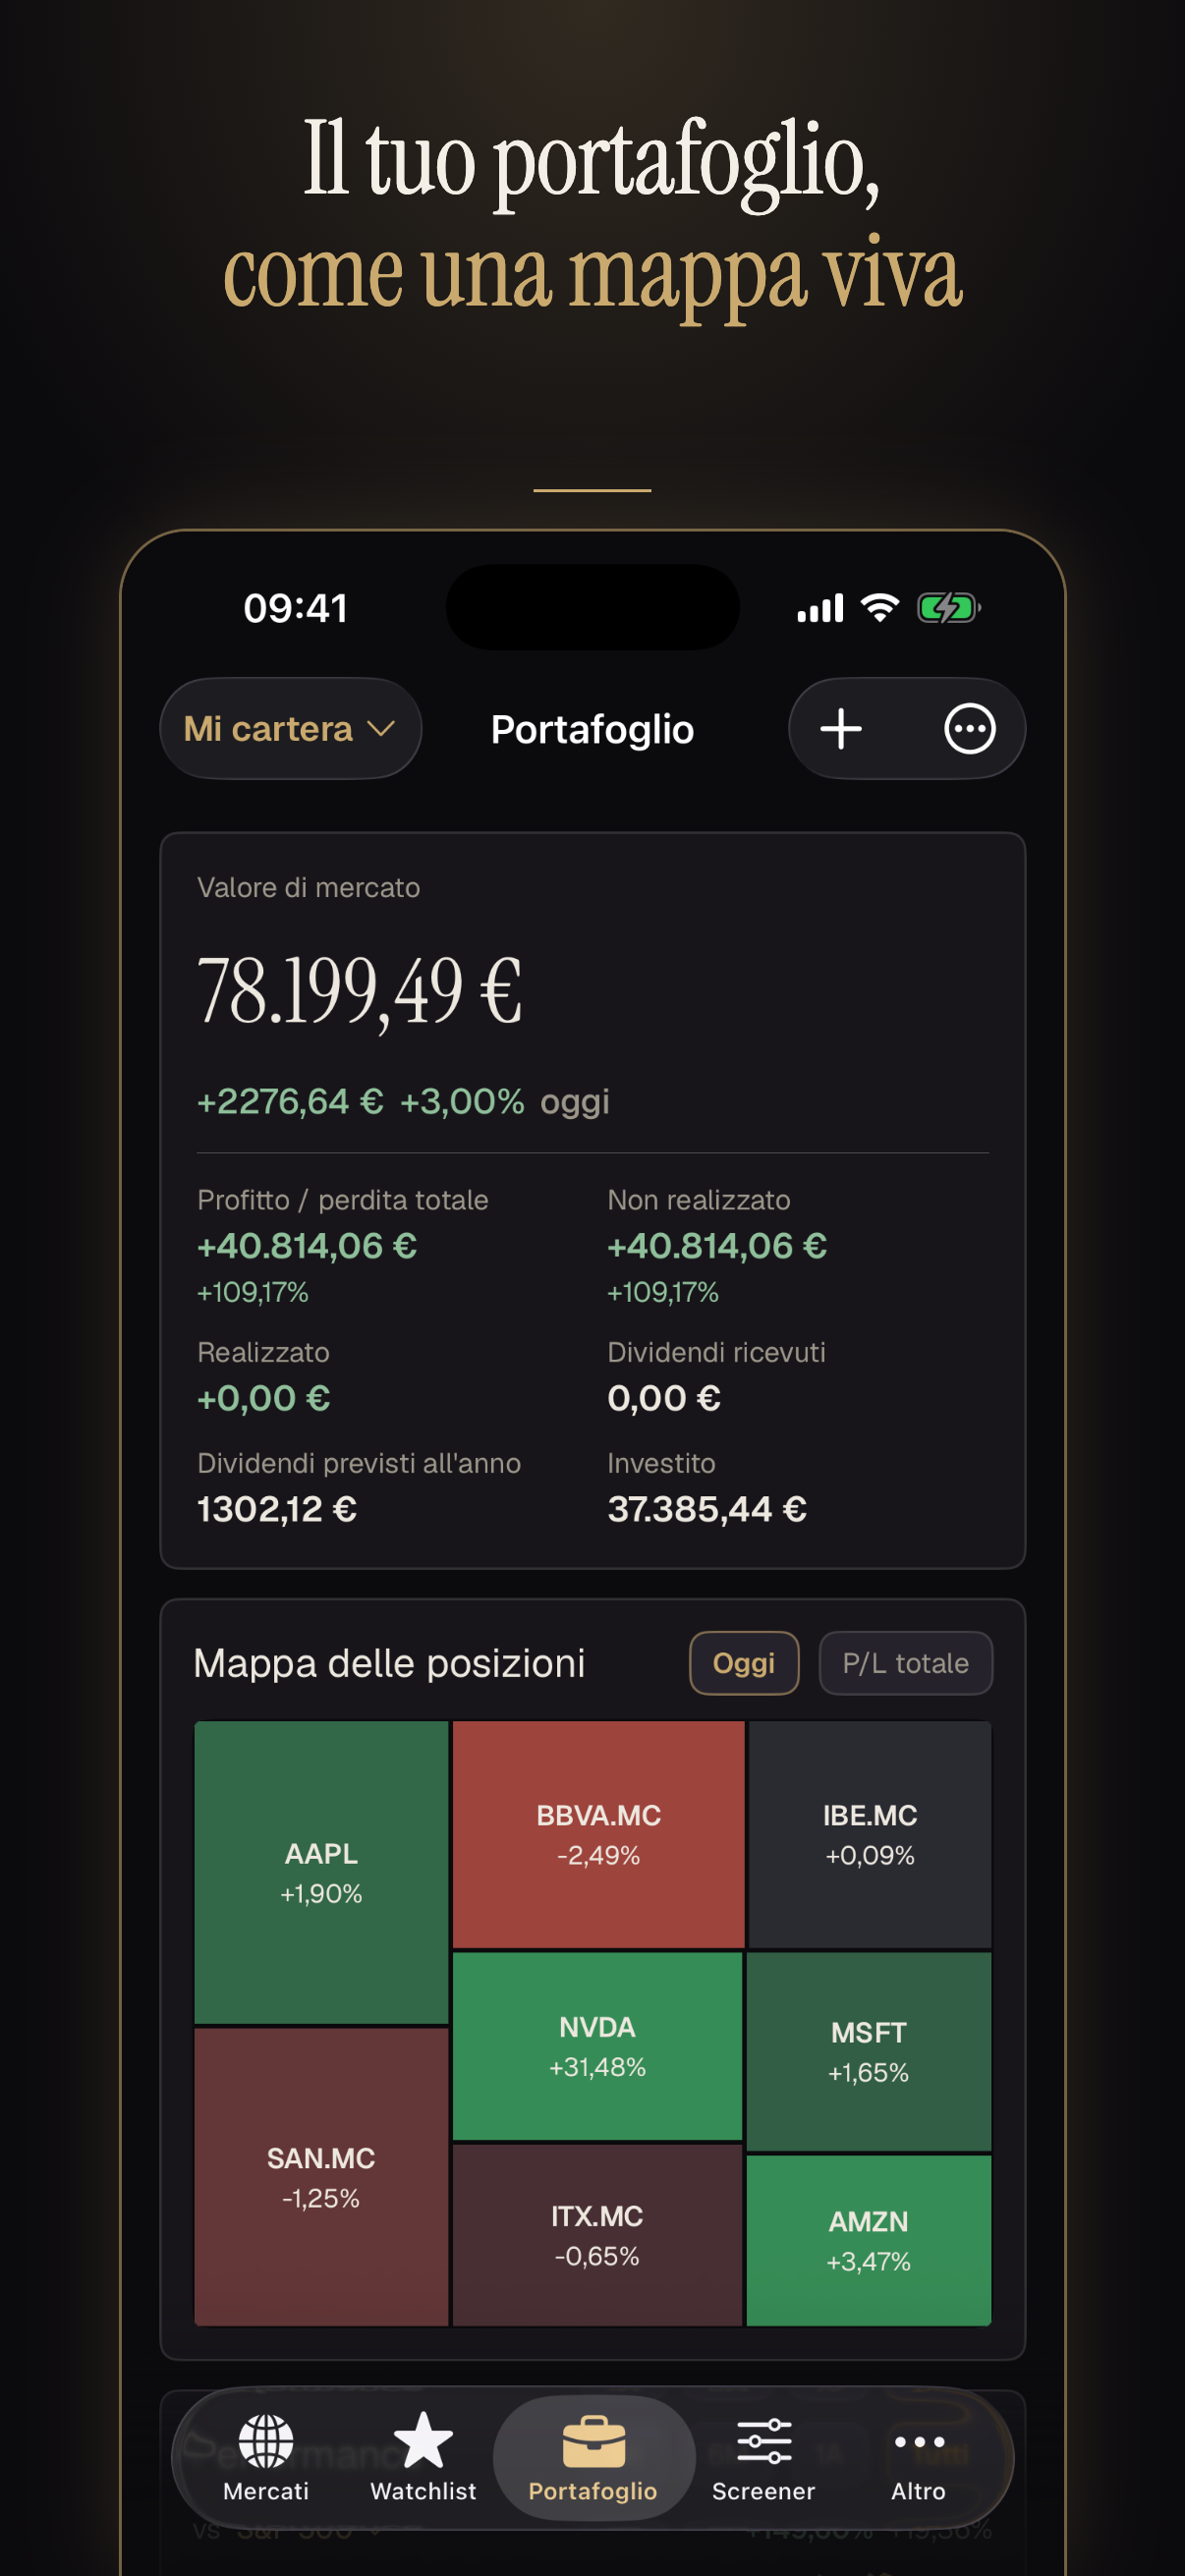 Il tuo portafoglio,
come una mappa viva
09:41
Mi cartera
Portafoglio
Valore di mercato
78.199,49 €
+2276,64 € +3,00% oggi
Profitto / perdita totale
Non realizzato
+40.814,06 €
+40.814,06 €
+109,17%
+109,17%
Realizzato
Dividendi ricevuti
+0,00 €
0,00 €
Dividendi previsti all'anno
Investito
1302,12 €
37.385,44 €
Mappa delle posizioni
Oggi
P/L totale
AAPL
+1,90%
BBVA.MC
-2,49%
IBE.MC
+0,09%
NVDA
+31,48%
MSFT
+1,65%
SAN.MC
-1,25%
ITX.MC
-0,65%
AMZN
+3,47%
Mercati
Watchlist
Portafoglio
Screener
Altro
vs S&P 500